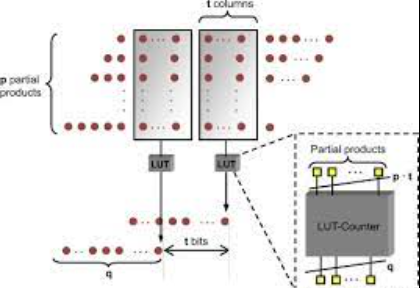 t columns
p partial
products
LUT
LUT
Partial products
p · t
LUT-Counter
q
t bits
q